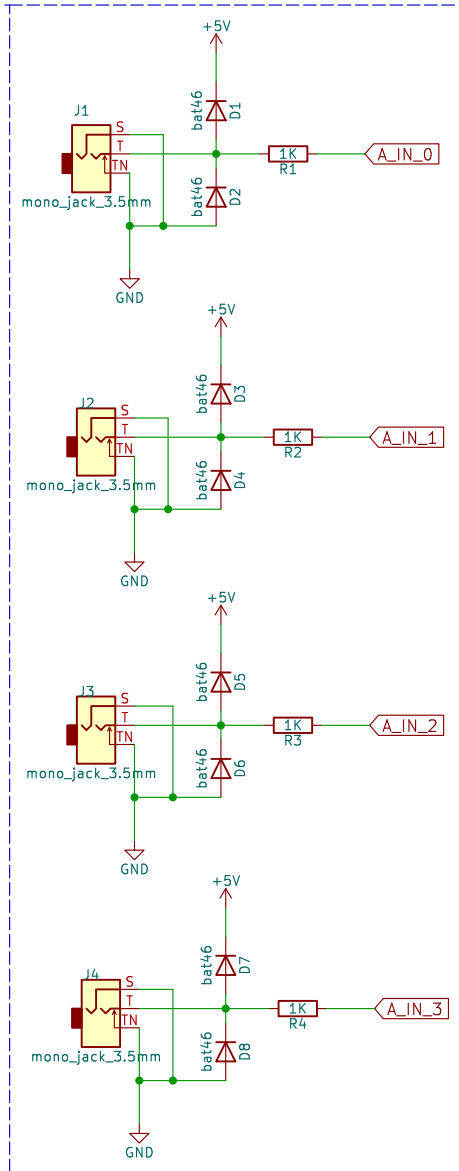 +5V
J1
bat46
D1
S
T
1K
A_IN_0
R1
TN
bat46
D2
mono_jack_3.5mm
GND
+5V
bat46
D3
J2
S
T
1K
A_IN_1
R2
TN
bat46
D4
mono_jack_3.5mm
GND
+5V
bat46
D5
J3
S
T
1K
A_IN_2
R3
TN
bat46
D6
mono_jack_3.5mm
GND
+5V
bat46
D7
J4
S
T
1K
A_IN_3
R4
TN
bat46
D8
mono_jack_3.5mm
GND